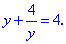 y + 4/y = 4.